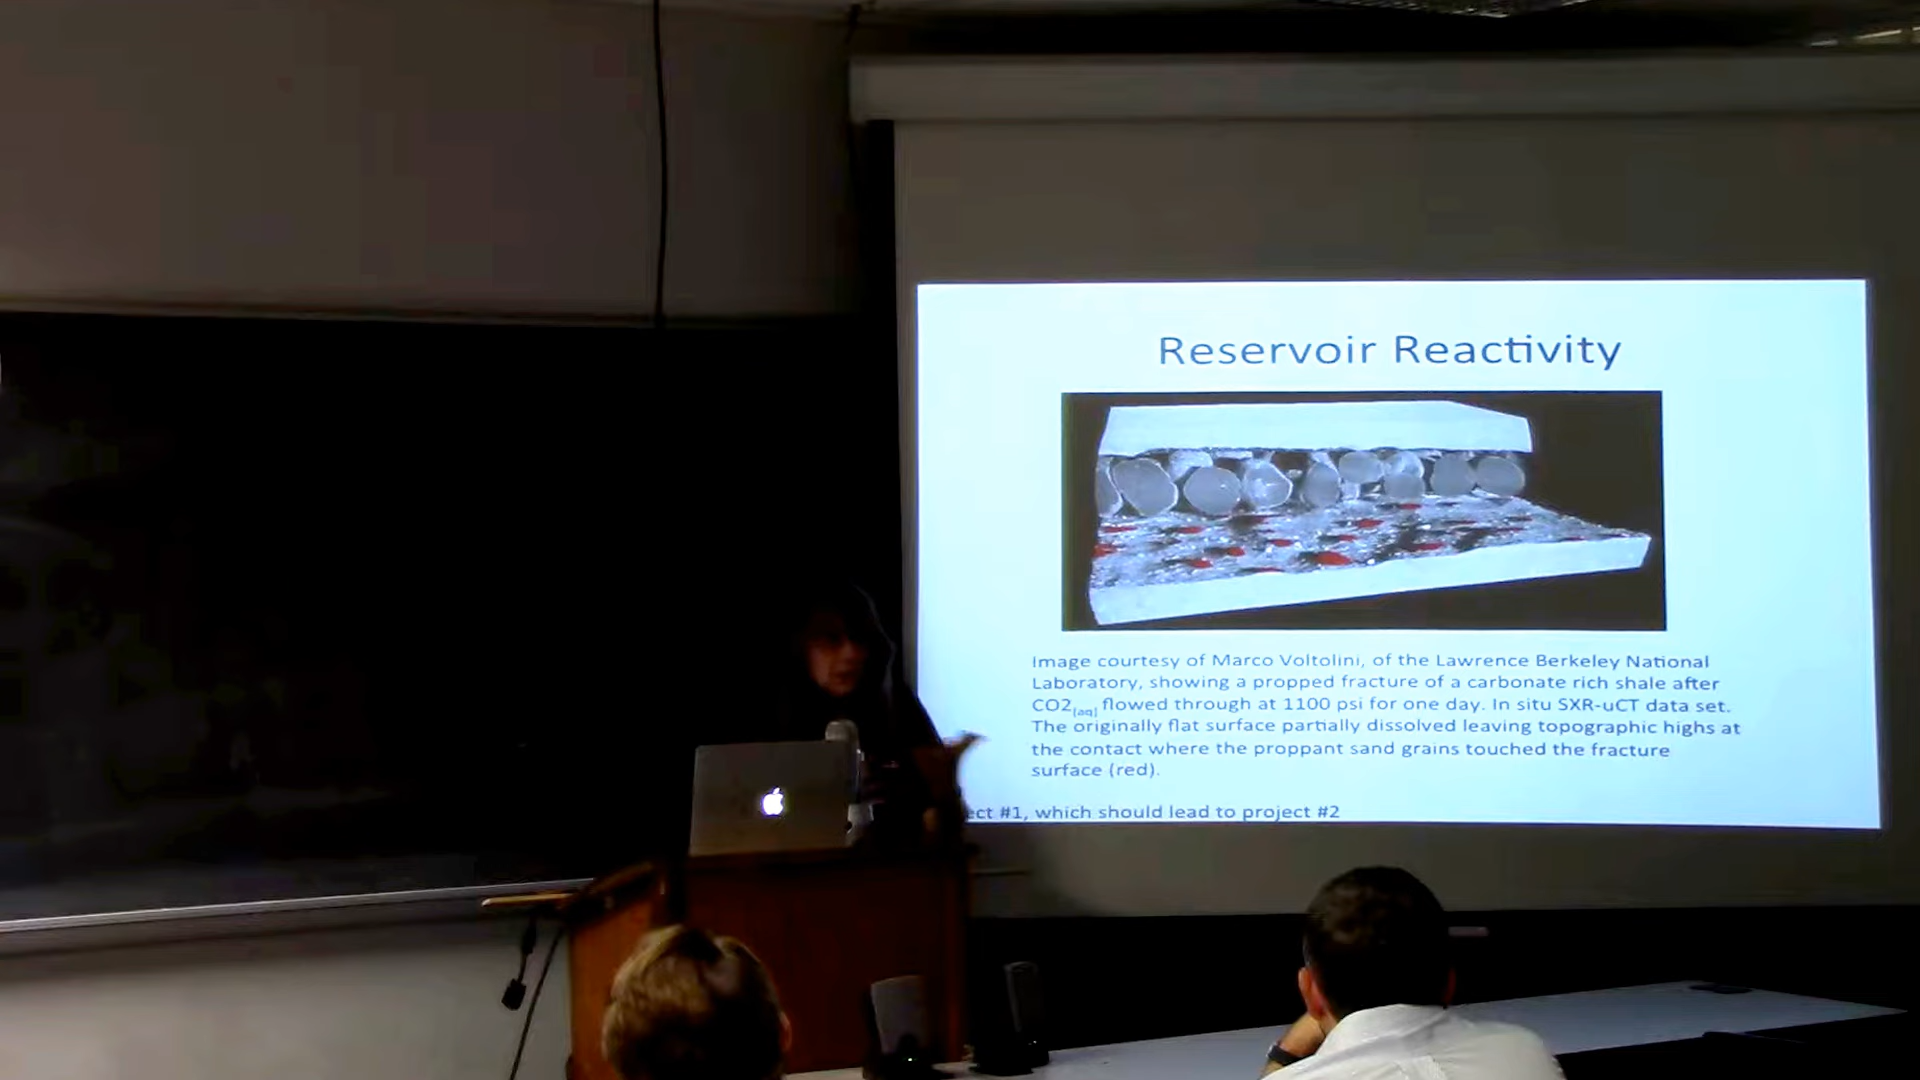 Reservoir Reactivity
Image courtesy of Marco Voltolini, of the Lawrence Berkeley National
Laboratory, showing a propped fracture of a carbonate rich shale after
CO2(aq) flowed through at 1100 psi for one day. In situ SXR-uCT data set.
The originally flat surface partially dissolved leaving topographic highs at
the contact where the proppant sand grains touched the fracture
surface (red).
ect #1, which should lead to project #2